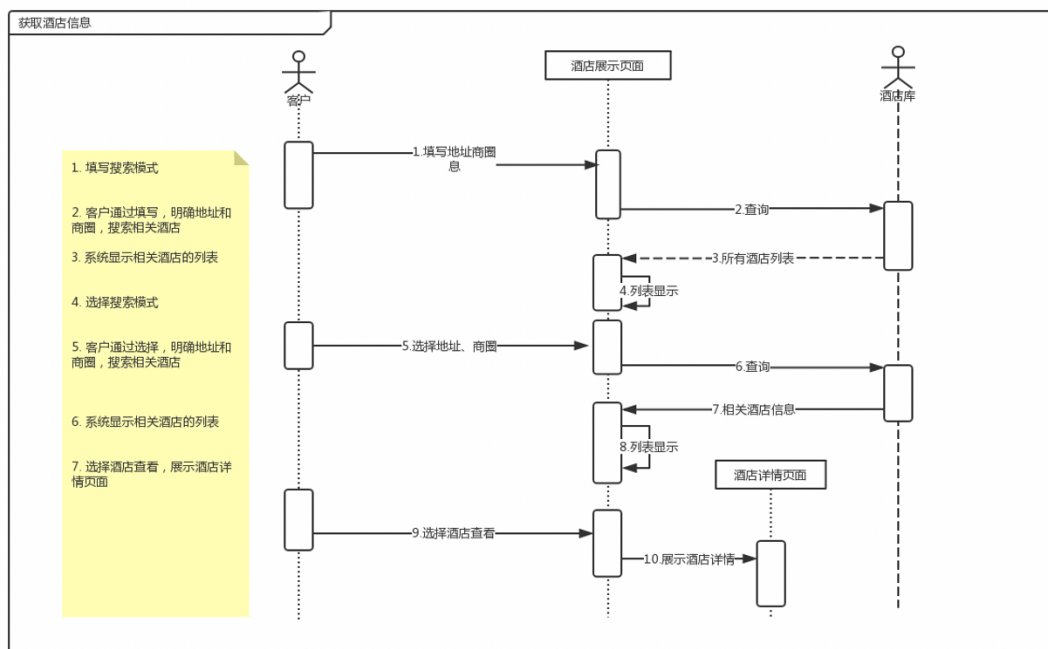 获取酒店信息
客户
酒店展示页面
酒店库
1. 填写搜索模式
2. 客户通过填写，明确地址和
商圈，搜索相关酒店
3. 系统显示相关酒店的列表
4. 选择搜索模式
5. 客户通过选择，明确地址和
商圈，搜索相关酒店
6. 系统显示相关酒店的列表
7. 选择酒店查看，展示酒店详
情页面
1.填写地址商圈
息
2.查询
3.所有酒店列表
4.列表显示
5.选择地址、商圈
6.查询
7.相关酒店信息
8.列表显示
酒店详情页面
9.选择酒店查看
10.展示酒店详情